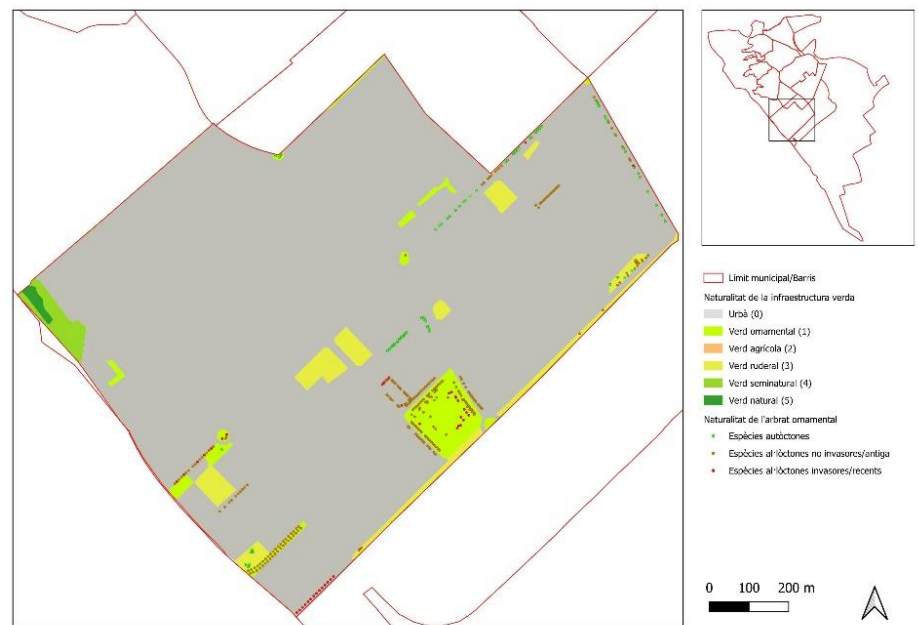 Límit municipal/Barris
Naturalitat de la infraestructura verda
Urbà (0)
Verd ornamental (1)
Verd agrícola (2)
Verd ruderal (3)
Verd seminatural (4)
Verd natural (5)
Naturalitat de l'arbrat ornamental
Espècies autòctones
Espècies al·lòctones no invasores/antiga
Espècies al·lòctones invasores/recents
0 100 200 m